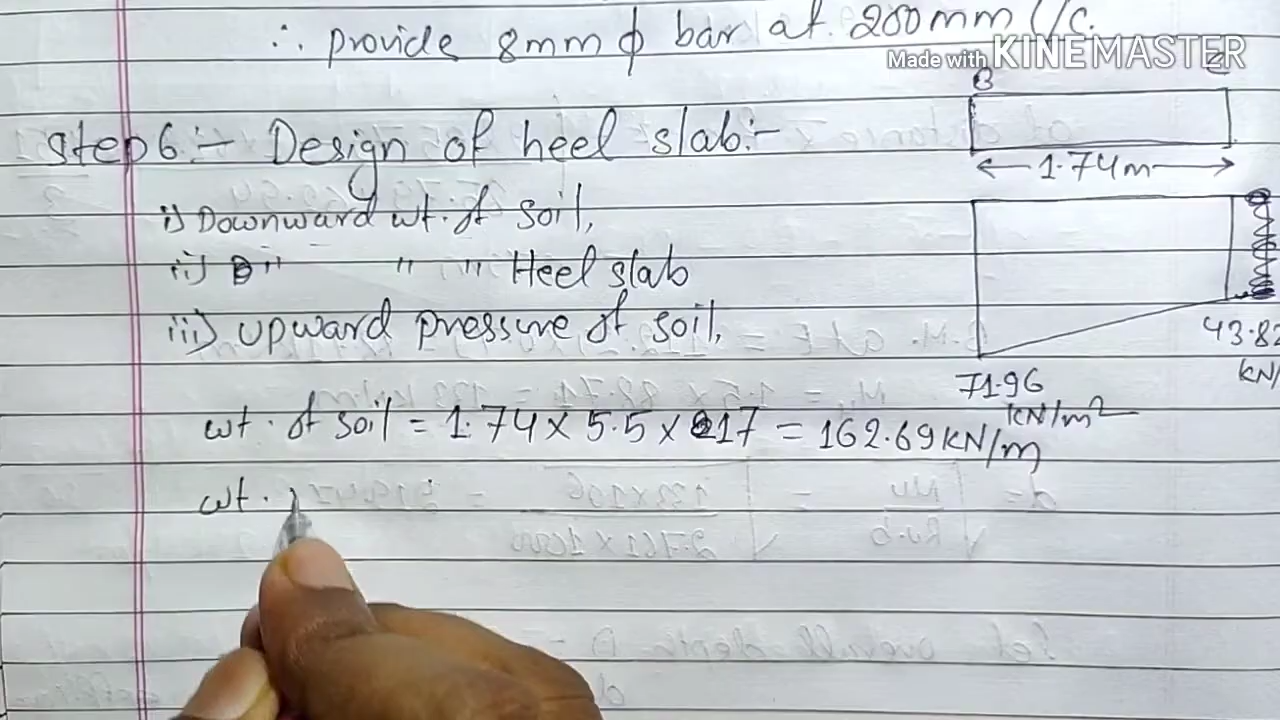 ∴ provide 8mm ϕ bar at 200mm c/c.
Made with KINEMASTER
B
Step 6:- Design of heel slab:-
1.74m
i) Downward wt. of soil,
ii) " " " Heel slab
iii) upward pressure of soil,
43.82
KN/
71.96
KN/m²
wt. of soil = 1.74 × 5.5 × 17 = 162.69 KN/m
wt.